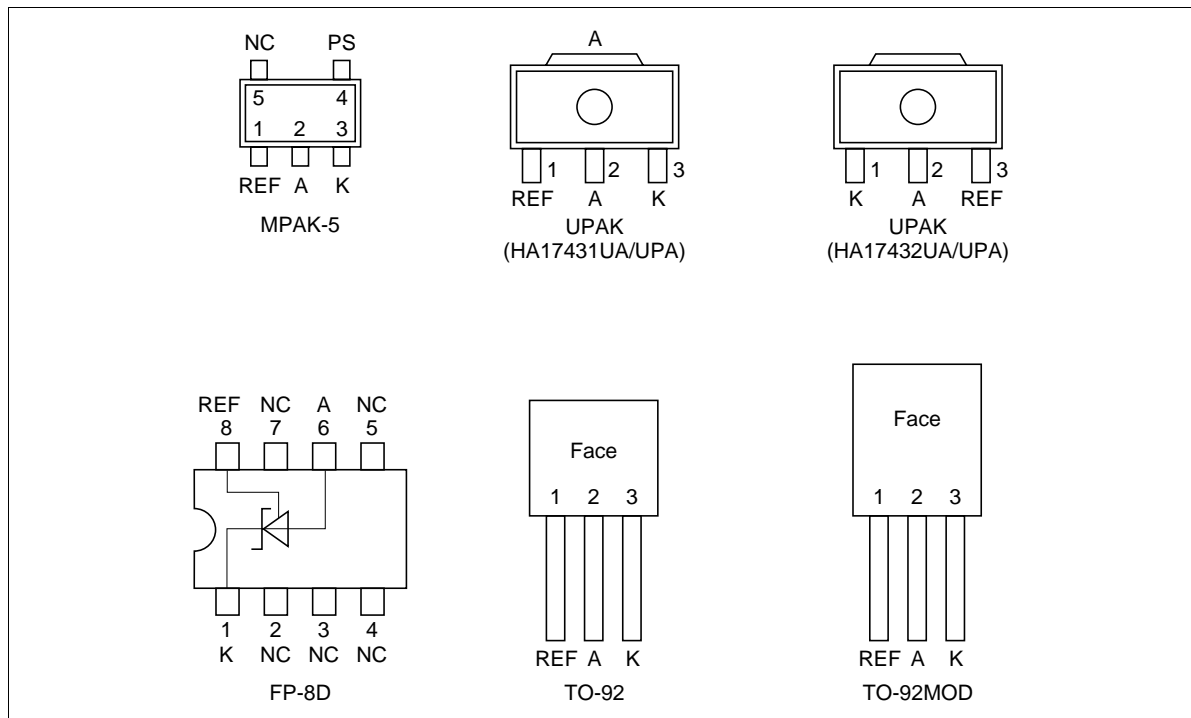 NC PS
5 4
1 2 3
REF A K
MPAK-5
A
1 2 3
REF A K
UPAK
(HA17431UA/UPA)
1 2 3
K A REF
UPAK
(HA17432UA/UPA)
REF NC A NC
8 7 6 5
1 2 3 4
K NC NC NC
FP-8D
Face
1 2 3
REF A K
TO-92
Face
1 2 3
REF A K
TO-92MOD